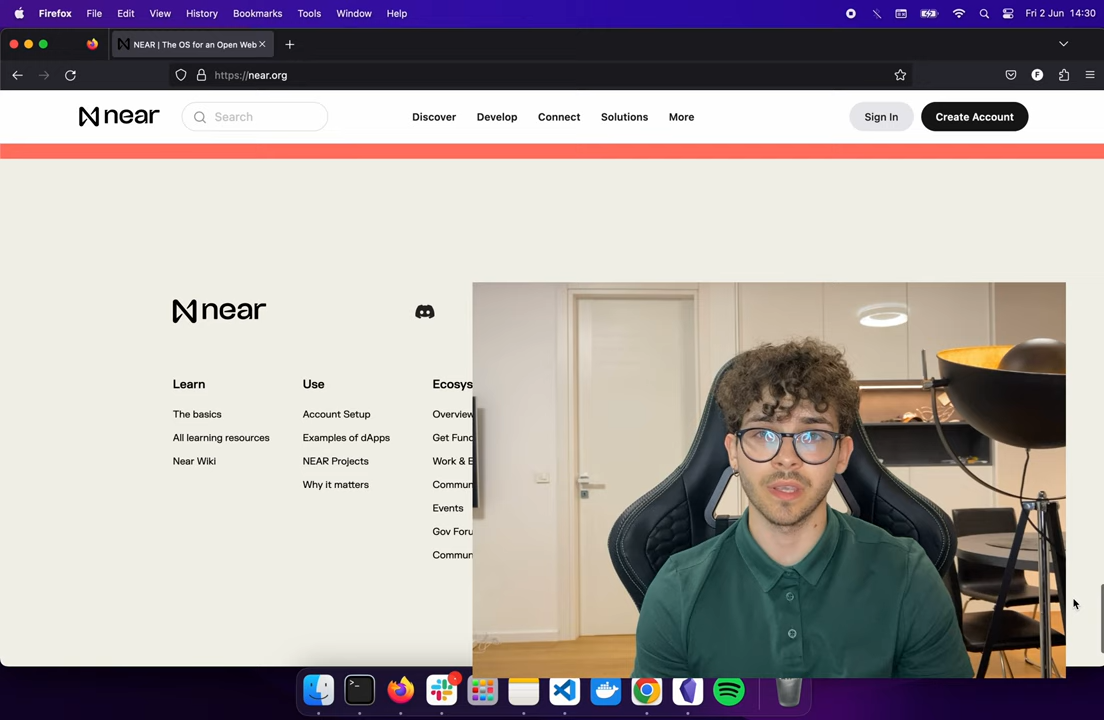 Firefox File Edit View History Bookmarks Tools Window Help Fri 2 Jun 14:30
NEAR | The OS for an Open Web
https://near.org
near Search Discover Develop Connect Solutions More Sign In Create Account
near
Learn Use Ecosys
The basics Account Setup Overview
All learning resources Examples of dApps Get Func
Near Wiki NEAR Projects Work & E
Why it matters Commun
Events
Gov Foru
Commun